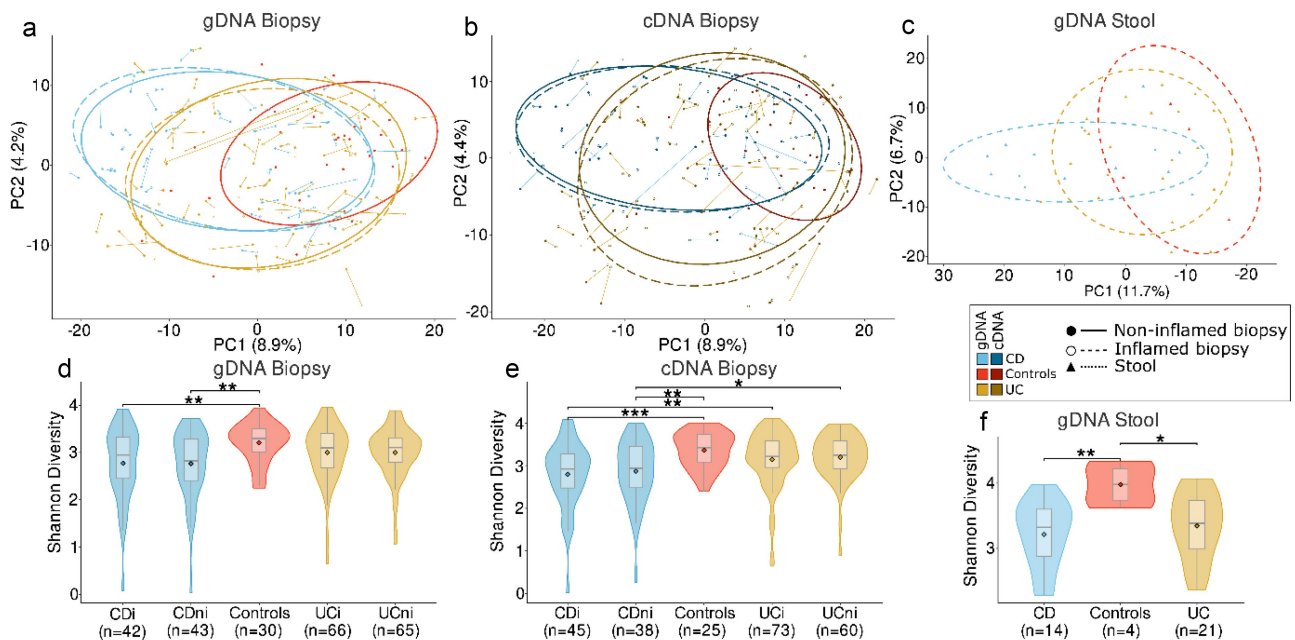 a
gDNA Biopsy
PC2 (4.2%)
10
0
-10
-20
-10
0
10
20
PC1 (8.9%)
b
cDNA Biopsy
PC2 (4.4%)
10
0
-10
-20
-20
-10
0
10
20
PC1 (8.9%)
c
gDNA Stool
PC2 (6.7%)
20
10
0
-10
-20
30
20
10
0
-10
-20
PC1 (11.7%)
gDNA
cDNA
CD
Controls
UC
Non-inflamed biopsy
Inflamed biopsy
Stool
d
gDNA Biopsy
**
**
Shannon Diversity
4
3
2
1
0
CDi
(n=42)
CDni
(n=43)
Controls
(n=30)
UCi
(n=66)
UCni
(n=65)
e
cDNA Biopsy
*
**
**
***
Shannon Diversity
4
3
2
1
0
CDi
(n=45)
CDni
(n=38)
Controls
(n=25)
UCi
(n=73)
UCni
(n=60)
f
gDNA Stool
*
**
Shannon Diversity
4
3
CD
(n=14)
Controls
(n=4)
UC
(n=21)